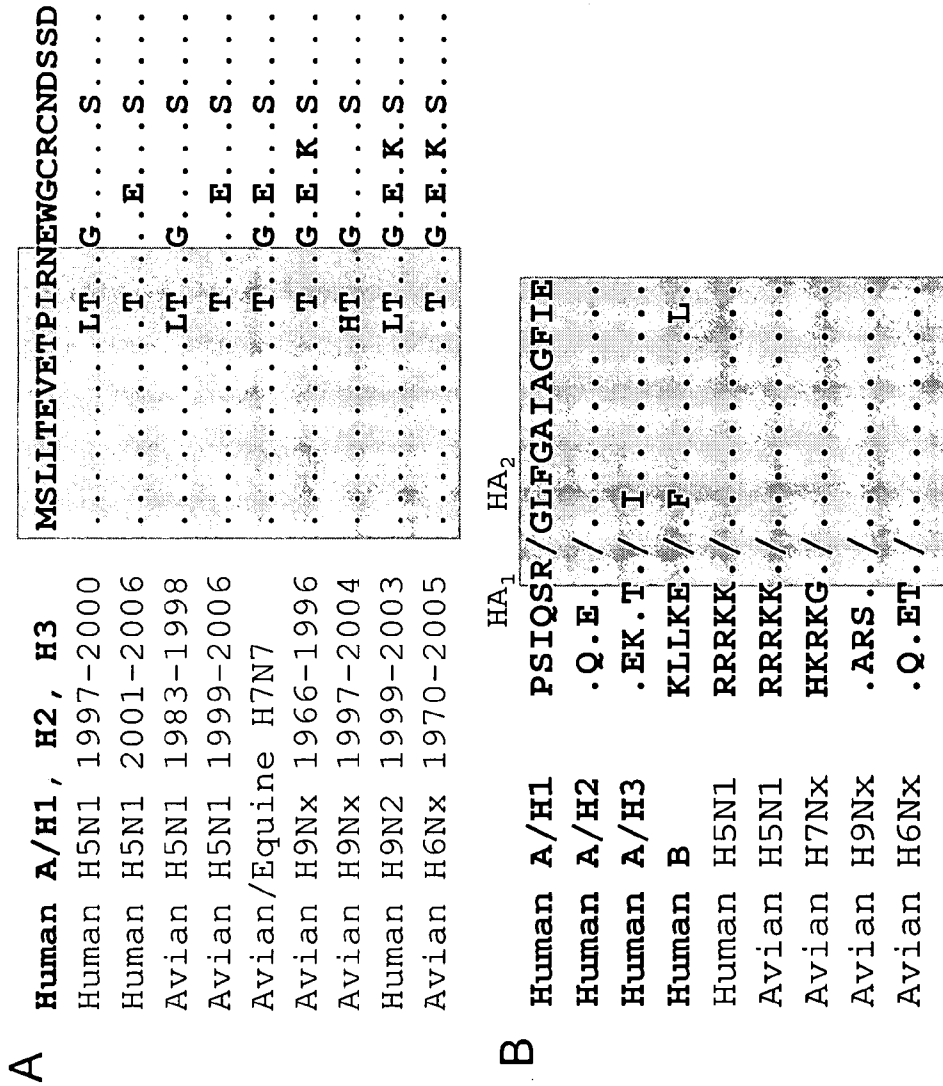 A
Human A/H1, H2, H3 MSLLTEVETPIRNEWGCRCNDSSD
Human H5N1 1997-2000 .........LT..G.....S....
Human H5N1 2001-2006 ..........T....E...S....
Avian H5N1 1983-1998 .........LT..G.....S....
Avian H5N1 1999-2006 ..........T....E...S....
Avian/Equine H7N7 ..........T..G.E...S....
Avian H9Nx 1966-1996 ..........T..G.E.K.S....
Avian H9Nx 1997-2004 .........HT..G.....S....
Human H9N2 1999-2003 .........LT..G.E.K.S....
Avian H6Nx 1970-2005 ..........T..G.E.K.S....
B
HA₁ HA₂
Human A/H1 PSIQSR/GLFGAIAGFIE
Human A/H2 .Q.E../...........
Human A/H3 .EK.T./.I.........
Human B KLLKE./.F.......L.
Human H5N1 RRRKK./...........
Avian H5N1 RRRKK./...........
Avian H7Nx HKRKG./...........
Avian H9Nx .ARS../...........
Avian H6Nx .Q.ET./...........